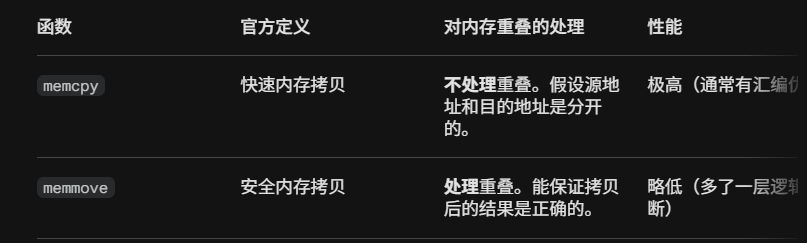 函数 官方定义 对内存重叠的处理 性能
memcpy 快速内存拷贝 不处理重叠。假设源地 极高（通常有汇编
址和目的地址是分开
的。
memmove 安全内存拷贝 处理重叠。能保证拷贝 略低（多了一层逻辑
后的结果是正确的。 断）